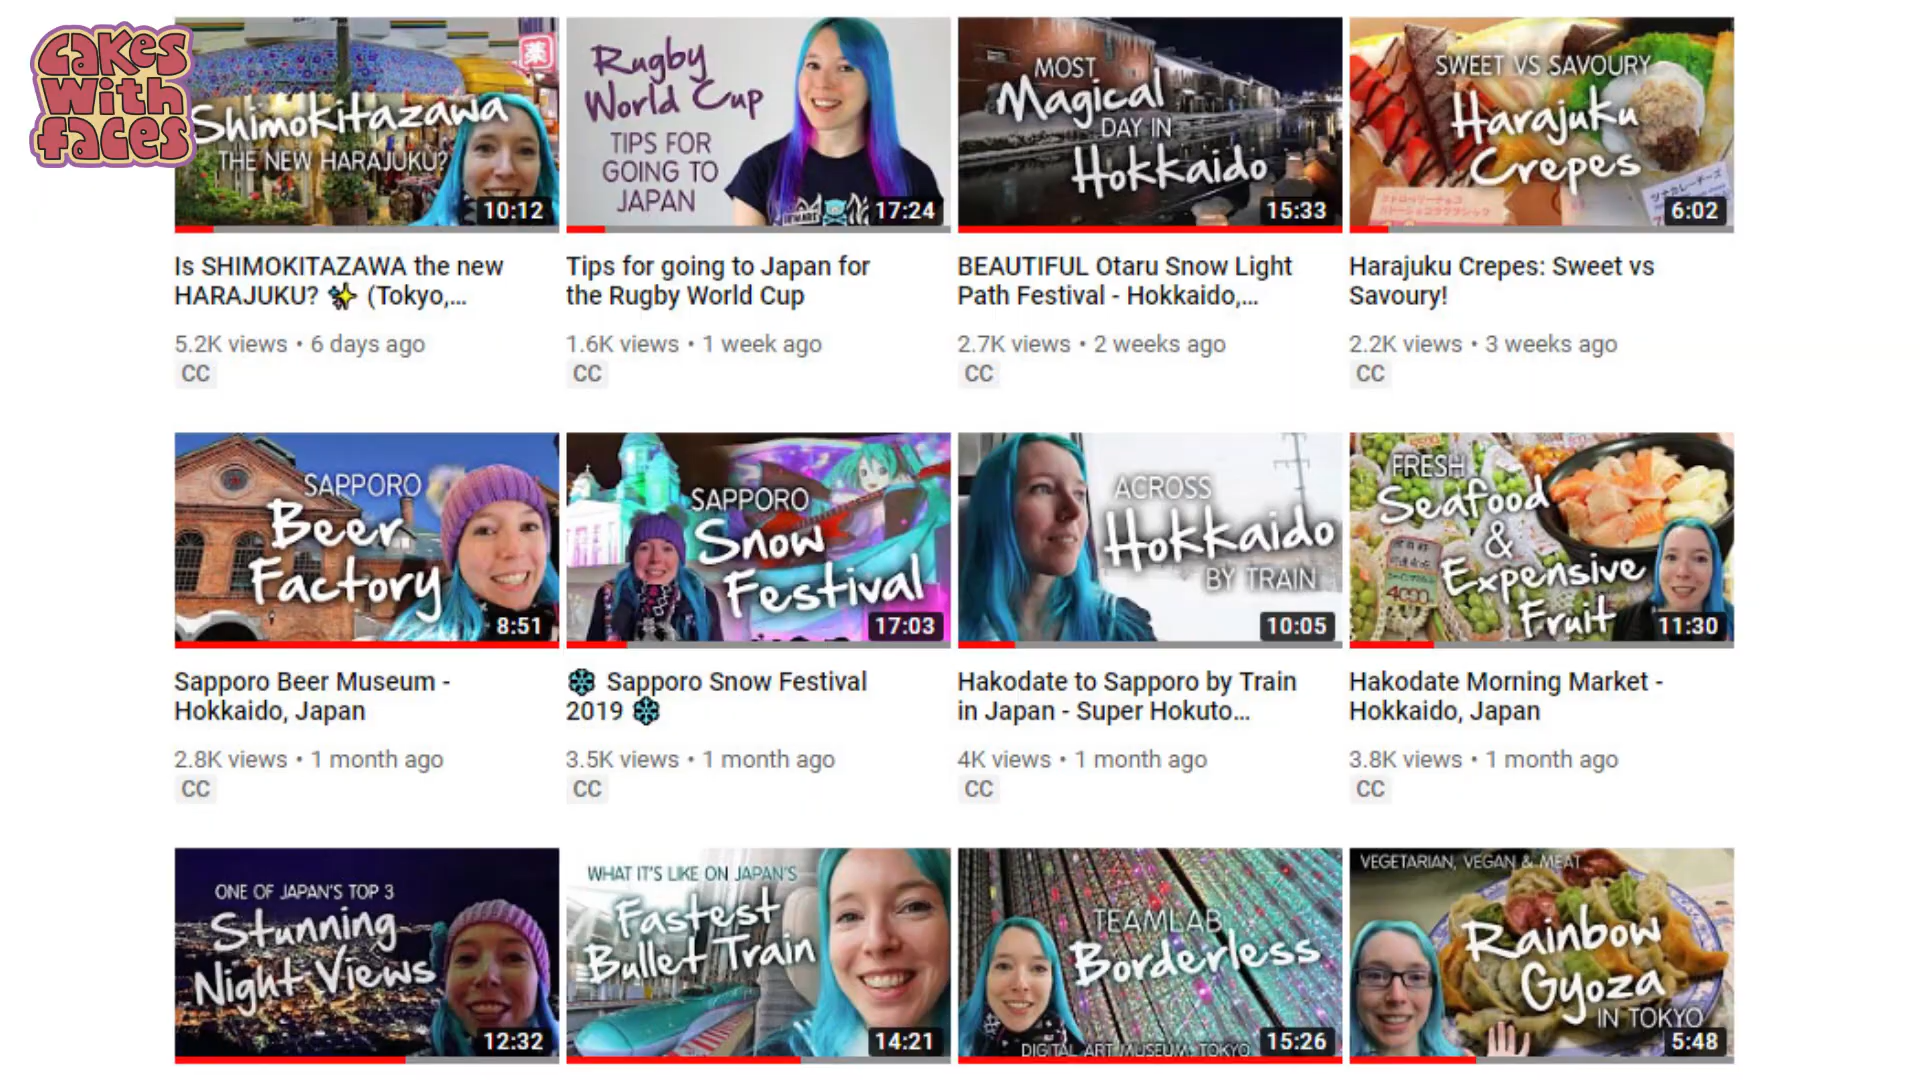 Cakes
With
faces
Shimokitazawa
THE NEW HARAJUKU?
10:12
Rugby
World Cup
TIPS FOR
GOING TO
JAPAN
BEWARE
17:24
MOST
Magical
DAY IN
Hokkaido
15:33
SWEET VS SAVOURY
Harajuku
Crepes
6:02
Is SHIMOKITAZAWA the new
HARAJUKU? ✨ (Tokyo,...
5.2K views • 6 days ago
CC
Tips for going to Japan for
the Rugby World Cup
1.6K views • 1 week ago
CC
BEAUTIFUL Otaru Snow Light
Path Festival - Hokkaido,...
2.7K views • 2 weeks ago
CC
Harajuku Crepes: Sweet vs
Savoury!
2.2K views • 3 weeks ago
CC
SAPPORO
Beer
Factory
8:51
SAPPORO
Snow
Festival
17:03
ACROSS
Hokkaido
BY TRAIN
10:05
FRESH
Seafood
&
Expensive
Fruit
11:30
Sapporo Beer Museum -
Hokkaido, Japan
2.8K views • 1 month ago
CC
❄ Sapporo Snow Festival
2019 ❄
3.5K views • 1 month ago
CC
Hakodate to Sapporo by Train
in Japan - Super Hokuto...
4K views • 1 month ago
CC
Hakodate Morning Market -
Hokkaido, Japan
3.8K views • 1 month ago
CC
ONE OF JAPAN'S TOP 3
Stunning
Night Views
12:32
WHAT IT'S LIKE ON JAPAN'S
Fastest
Bullet Train
14:21
TEAMLAB
Borderless
DIGITAL ART MUSEUM, TOKYO
15:26
VEGETARIAN, VEGAN & MEAT
Rainbow
Gyoza
IN TOKYO
5:48